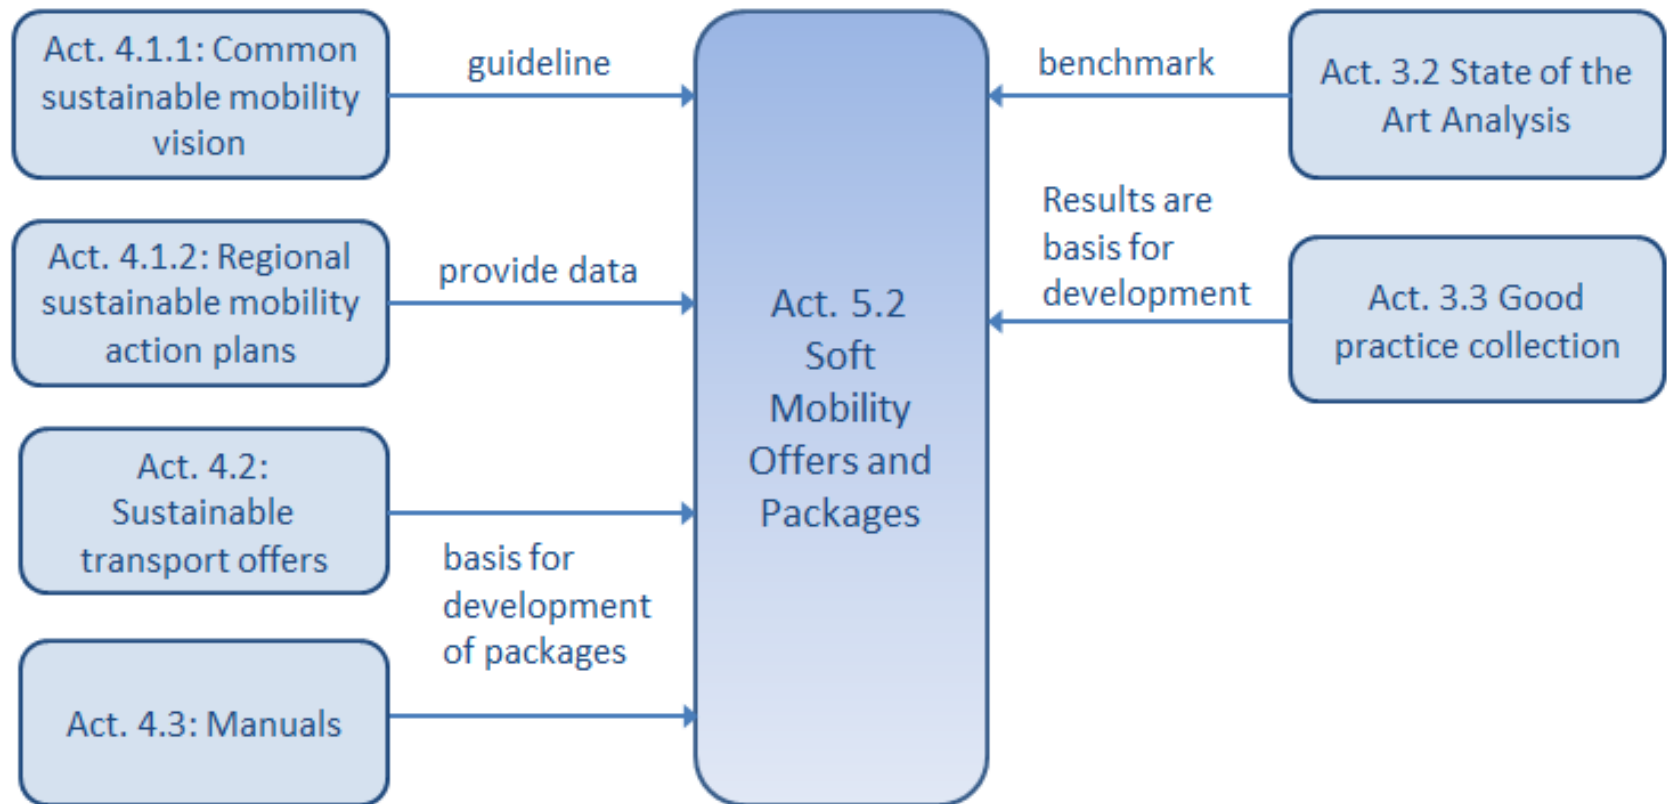 Act. 4.1.1: Common
sustainable mobility
vision
guideline
Act. 4.1.2: Regional
sustainable mobility
action plans
provide data
Act. 4.2:
Sustainable
transport offers
basis for
development
of packages
Act. 4.3: Manuals
Act. 5.2
Soft
Mobility
Offers and
Packages
benchmark
Act. 3.2 State of the
Art Analysis
Results are
basis for
development
Act. 3.3 Good
practice collection